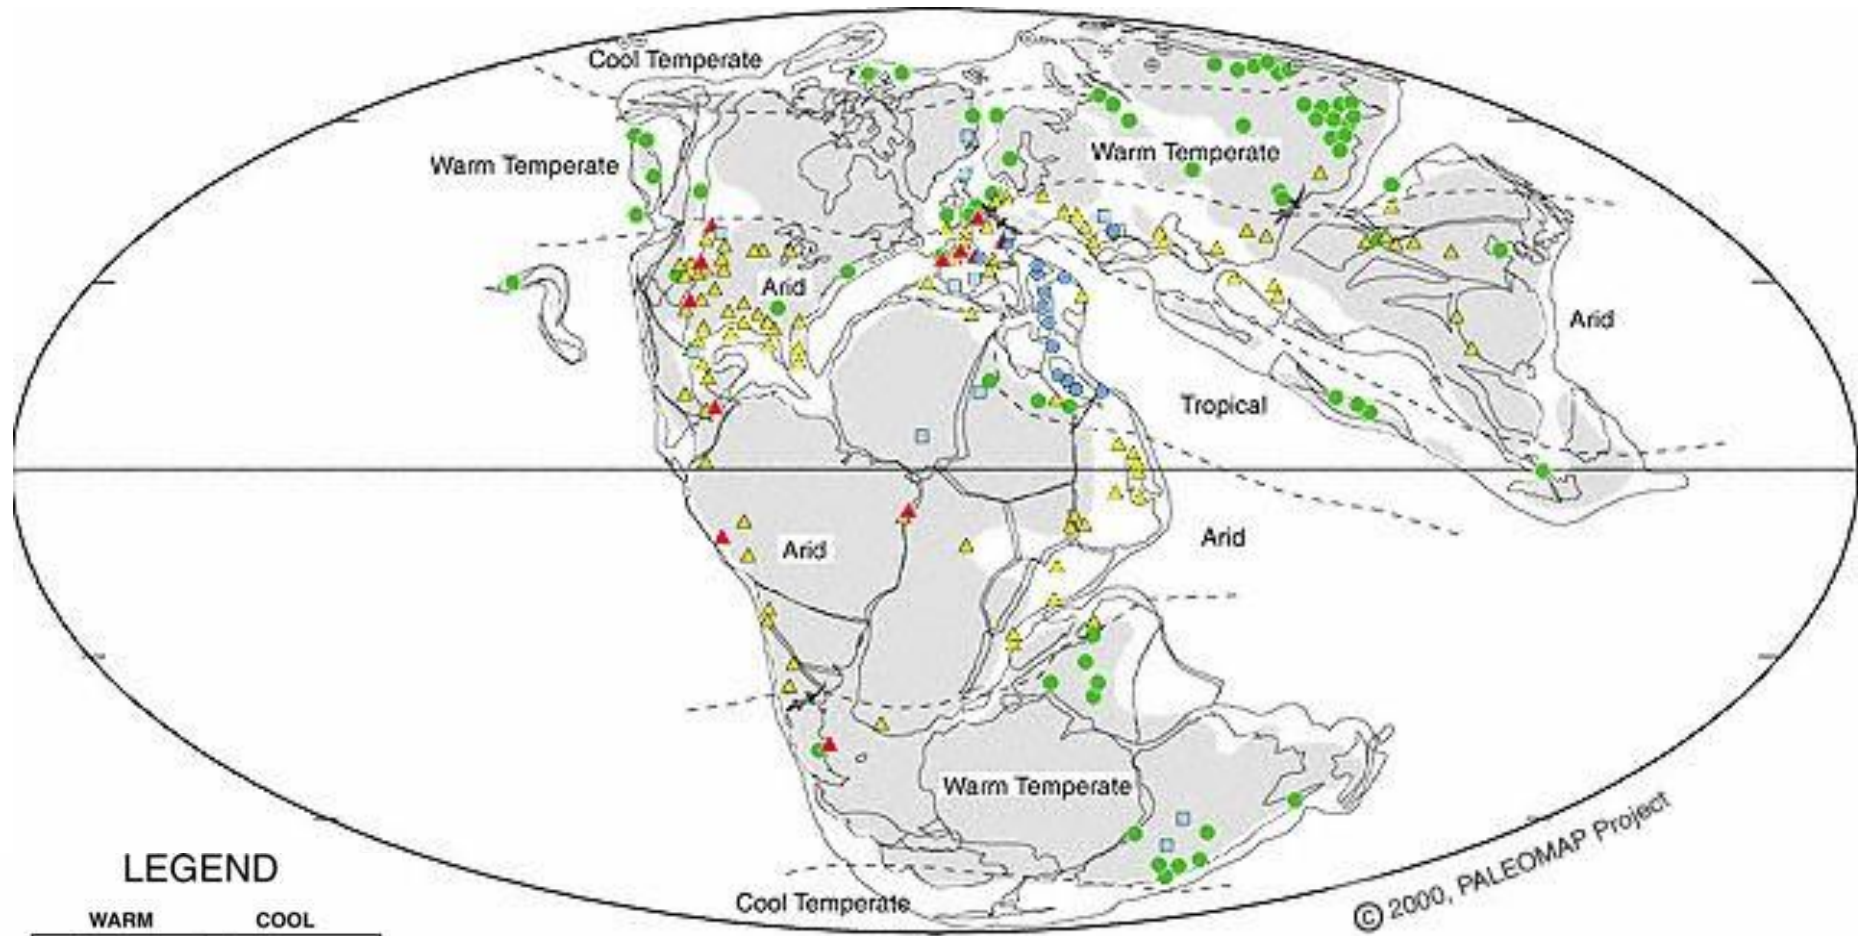 Cool Temperate
Warm Temperate
Warm Temperate
Arid
Arid
Tropical
Arid
Arid
Warm Temperate
Cool Temperate
© 2000, PALEOMAP Project
LEGEND
WARM COOL